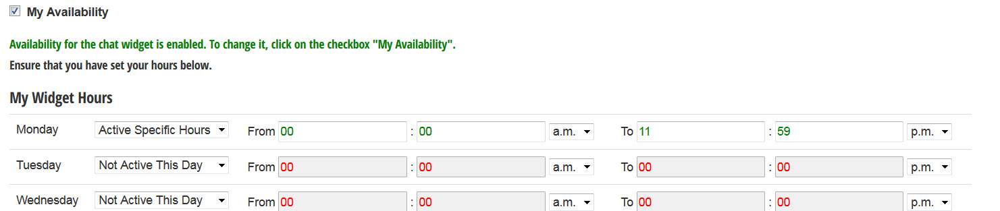 My Availability
Availability for the chat widget is enabled. To change it, click on the checkbox "My Availability".
Ensure that you have set your hours below.
My Widget Hours
Monday Active Specific Hours From 00 : 00 a.m. To 11 : 59 p.m.
Tuesday Not Active This Day From 00 : 00 a.m. To 00 : 00 p.m.
Wednesday Not Active This Day From 00 : 00 a.m. To 00 : 00 p.m.